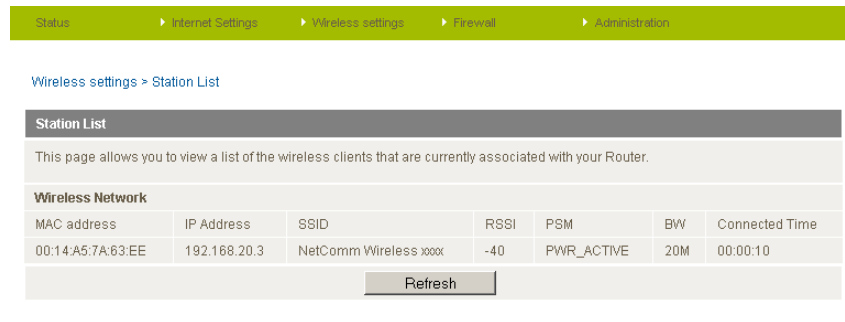 Status Internet Settings Wireless settings Firewall Administration
Wireless settings > Station List
Station List
This page allows you to view a list of the wireless clients that are currently associated with your Router.
Wireless Network
MAC address IP Address SSID RSSI PSM BW Connected Time
00:14:A5:7A:63:EE 192.168.20.3 NetComm Wireless xxxx -40 PWR_ACTIVE 20M 00:00:10
Refresh